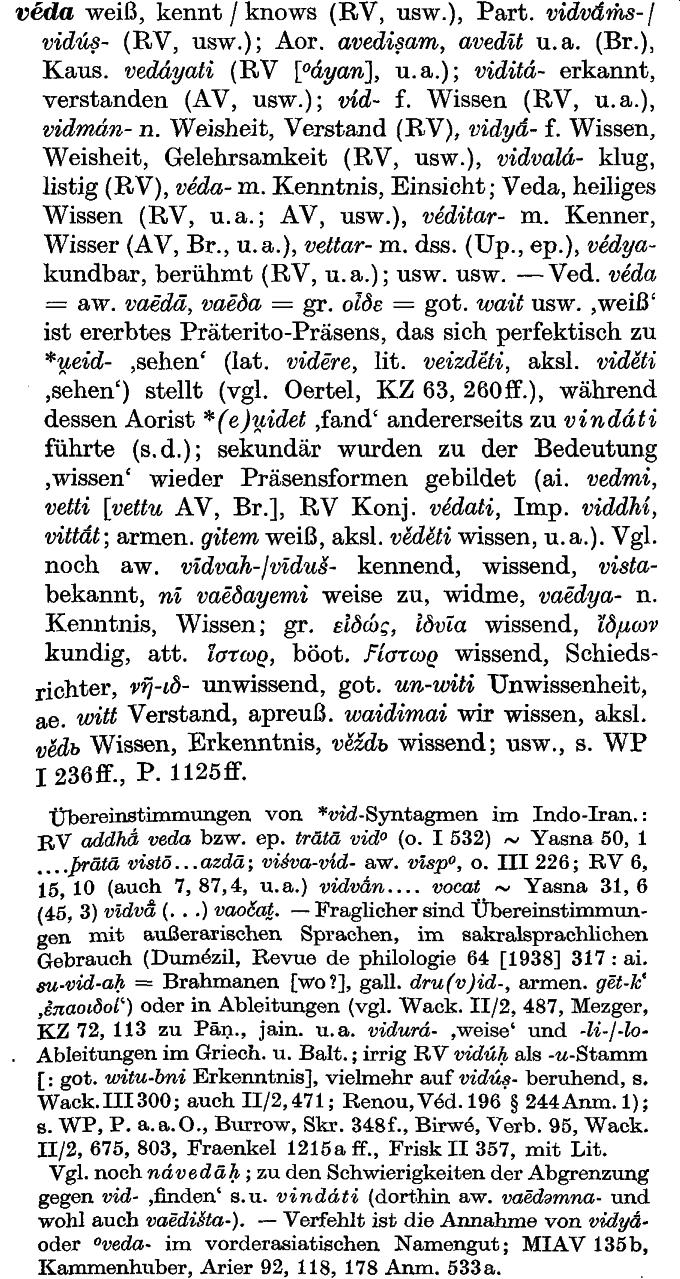 véda weiß, kennt / knows (RV, usw.), Part. vidvā́ṁs-/
vidúṣ- (RV, usw.); Aor. avediṣam, avedīt u. a. (Br.),
Kaus. vedáyati (RV [ºáyan], u. a.); viditá- erkannt,
verstanden (AV, usw.); víd- f. Wissen (RV, u. a.),
vidmán- n. Weisheit, Verstand (RV), vidyā́- f. Wissen,
Weisheit, Gelehrsamkeit (RV, usw.), vidvalá- klug,
listig (RV), véda- m. Kenntnis, Einsicht; Veda, heiliges
Wissen (RV, u. a.; AV, usw.), véditar- m. Kenner,
Wisser (AV, Br., u. a.), vettar- m. dss. (Up., ep.), védya-
kundbar, berühmt (RV, u. a.); usw. usw. — Ved. véda
= aw. vaēdā, vaēδa = gr. οἶδε = got. wait usw. ‚weiß‘
ist ererbtes Präterito-Präsens, das sich perfektisch zu
*u̯eid- ‚sehen‘ (lat. vidēre, lit. veizdė́ti, aksl. viděti
‚sehen‘) stellt (vgl. Oertel, KZ 63, 260ff.), während
dessen Aorist *(e)u̯idet ‚fand‘ andererseits zu vindáti
führte (s. d.); sekundär wurden zu der Bedeutung
‚wissen‘ wieder Präsensformen gebildet (ai. vedmi,
vetti [vettu AV, Br.], RV Konj. védati, Imp. viddhí,
vittā́t; armen. gitem weiß, aksl. věděti wissen, u. a.). Vgl.
noch aw. vīdvah-/vīduš- kennend, wissend, vista-
bekannt, nī vaēδayemi weise zu, widme, vaēdya- n.
Kenntnis, Wissen; gr. εἰδώς, ἰδυῖα wissend, ἴδμων
kundig, att. ἵστωρ, böot. ϝίστωρ wissend, Schieds-
richter, νῆ-ιδ- unwissend, got. un-witi Unwissenheit,
ae. witt Verstand, apreuß. waidimai wir wissen, aksl.
vědь Wissen, Erkenntnis, věždь wissend; usw., s. WP
I 236ff., P. 1125ff.
Übereinstimmungen von *vid-Syntagmen im Indo-Iran.:
RV addhā́ veda bzw. ep. trātā vidº (o. I 532) ~ Yasna 50, 1
....þrātā vistō...azdā; viśva-víd- aw. vīspº, o. III 226; RV 6,
15, 10 (auch 7, 87, 4, u. a.) vidvā́n.... vocat ~ Yasna 31, 6
(45, 3) vīdvā̊ (. . .) vaočat̰. — Fraglicher sind Übereinstimmun-
gen mit außerarischen Sprachen, im sakralsprachlichen
Gebrauch (Dumézil, Revue de philologie 64 [1938] 317: ai.
su-vid-aḥ = Brahmanen [wo?], gall. dru(v)id-, armen. gēt-kʿ
‚ἐπαοιδοί‘) oder in Ableitungen (vgl. Wack. II/2, 487, Mezger,
KZ 72, 113 zu Pāṇ., jain. u. a. vidurá- ‚weise‘ und -li-/-lo-
Ableitungen im Griech. u. Balt.; irrig RV vidúḥ als -u-Stamm
[: got. witu-bni Erkenntnis], vielmehr auf vidúṣ- beruhend, s.
Wack. III 300; auch II/2, 471; Renou, Véd. 196 § 244 Anm. 1);
s. WP, P. a. a. O., Burrow, Skr. 348f., Birwé, Verb. 95, Wack.
II/2, 675, 803, Fraenkel 1215a ff., Frisk II 357, mit Lit.
Vgl. noch návedāḥ; zu den Schwierigkeiten der Abgrenzung
gegen vid- ‚finden‘ s. u. vindáti (dorthin aw. vaēdəmna- und
wohl auch vaēdišta-). — Verfehlt ist die Annahme von vidyā́-
oder ºveda- im vorderasiatischen Namengut; MIAV 135b,
Kammenhuber, Arier 92, 118, 178 Anm. 533a.